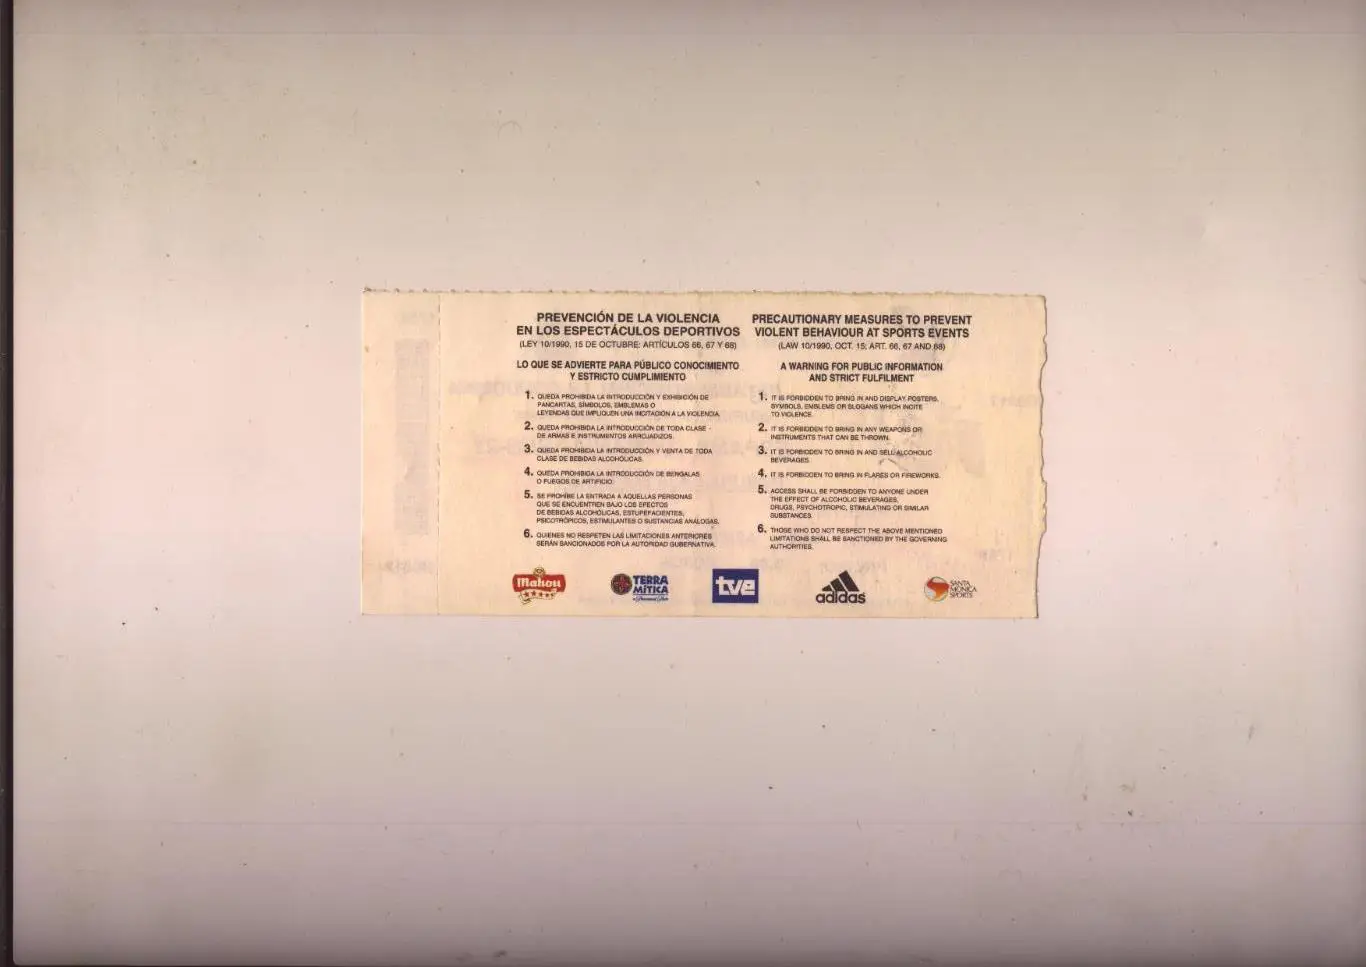 PREVENCIÓN DE LA VIOLENCIA
EN LOS ESPECTÁCULOS DEPORTIVOS
(LEY 10/1990, 15 DE OCTUBRE: ARTÍCULOS 66, 67 Y 68)
LO QUE SE ADVIERTE PARA PÚBLICO CONOCIMIENTO
Y ESTRICTO CUMPLIMIENTO
1. QUEDA PROHIBIDA LA INTRODUCCIÓN Y EXHIBICIÓN DE
PANCARTAS, SÍMBOLOS, EMBLEMAS O
LEYENDAS QUE IMPLIQUEN UNA INCITACIÓN A LA VIOLENCIA.
2. QUEDA PROHIBIDA LA INTRODUCCIÓN DE TODA CLASE
DE ARMAS E INSTRUMENTOS ARROJADIZOS.
3. QUEDA PROHIBIDA LA INTRODUCCIÓN Y VENTA DE TODA
CLASE DE BEBIDAS ALCOHÓLICAS.
4. QUEDA PROHIBIDA LA INTRODUCCIÓN DE BENGALAS
O FUEGOS DE ARTIFICIO.
5. SE PROHÍBE LA ENTRADA A AQUELLAS PERSONAS
QUE SE ENCUENTREN BAJO LOS EFECTOS
DE BEBIDAS ALCOHÓLICAS, ESTUPEFACIENTES,
PSICOTRÓPICOS, ESTIMULANTES O SUSTANCIAS ANÁLOGAS.
6. QUIENES NO RESPETEN LAS LIMITACIONES ANTERIORES
SERÁN SANCIONADOS POR LA AUTORIDAD GUBERNATIVA.
PRECAUTIONARY MEASURES TO PREVENT
VIOLENT BEHAVIOUR AT SPORTS EVENTS
(LAW 10/1990, OCT. 15; ART. 66, 67 AND 68)
A WARNING FOR PUBLIC INFORMATION
AND STRICT FULFILMENT
1. IT IS FORBIDDEN TO BRING IN AND DISPLAY POSTERS,
SYMBOLS, EMBLEMS OR SLOGANS WHICH INCITE
TO VIOLENCE.
2. IT IS FORBIDDEN TO BRING IN ANY WEAPONS OR
INSTRUMENTS THAT CAN BE THROWN.
3. IT IS FORBIDDEN TO BRING IN AND SELL ALCOHOLIC
BEVERAGES.
4. IT IS FORBIDDEN TO BRING IN FLARES OR FIREWORKS.
5. ACCESS SHALL BE FORBIDDEN TO ANYONE UNDER
THE EFFECT OF ALCOHOLIC BEVERAGES,
DRUGS, PSYCHOTROPIC, STIMULATING OR SIMILAR
SUBSTANCES.
6. THOSE WHO DO NOT RESPECT THE ABOVE MENTIONED
LIMITATIONS SHALL BE SANCTIONED BY THE GOVERNING
AUTHORITIES.
Mahou
TERRA
MÍTICA
tve
adidas
SANTA
MONICA
SPORTS